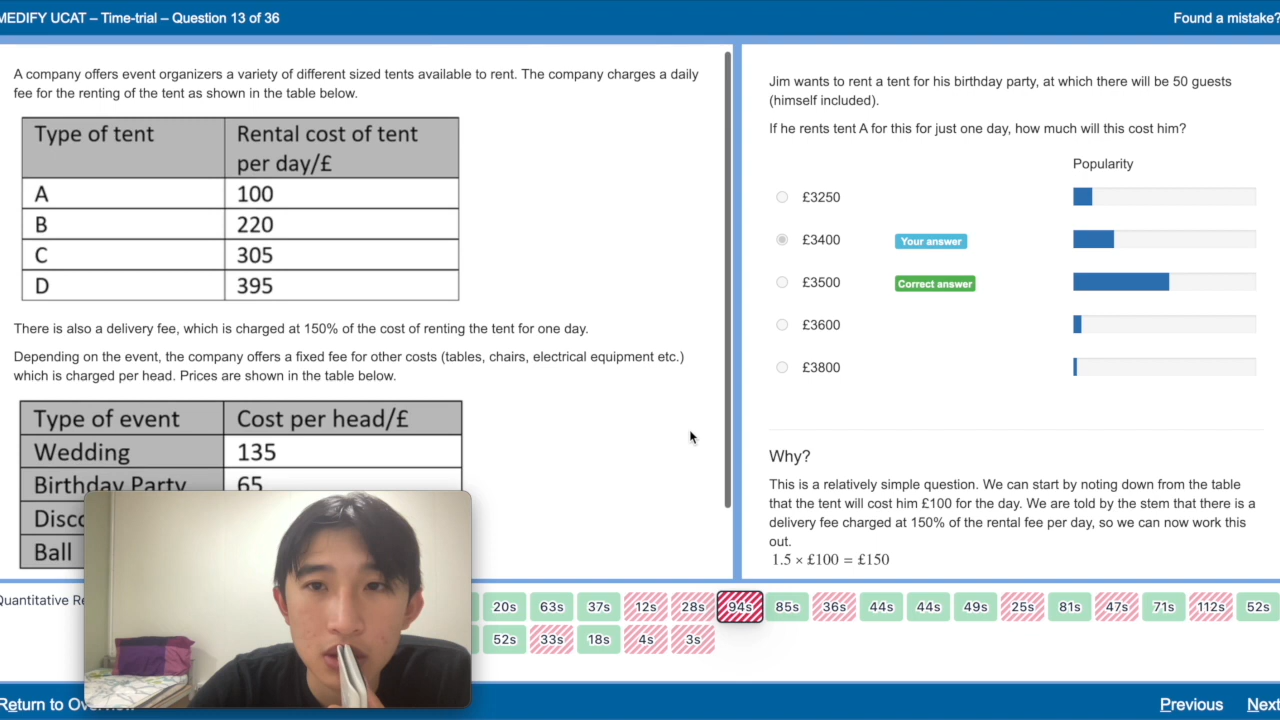 MEDIFY UCAT – Time-trial – Question 13 of 36
Found a mistake?
A company offers event organizers a variety of different sized tents available to rent. The company charges a daily
fee for the renting of the tent as shown in the table below.
Type of tent
Rental cost of tent
per day/£
A
100
B
220
C
305
D
395
There is also a delivery fee, which is charged at 150% of the cost of renting the tent for one day.
Depending on the event, the company offers a fixed fee for other costs (tables, chairs, electrical equipment etc.)
which is charged per head. Prices are shown in the table below.
Type of event
Cost per head/£
Wedding
135
Birthday Party
65
Disco
Ball
Jim wants to rent a tent for his birthday party, at which there will be 50 guests
(himself included).
If he rents tent A for this for just one day, how much will this cost him?
Popularity
£3250
£3400
Your answer
£3500
Correct answer
£3600
£3800
Why?
This is a relatively simple question. We can start by noting down from the table
that the tent will cost him £100 for the day. We are told by the stem that there is a
delivery fee charged at 150% of the rental fee per day, so we can now work this
out.
1.5 × £100 = £150
Quantitative Re
20s 63s 37s 12s 28s 94s 85s 36s 44s 44s 49s 25s 81s 47s 71s 112s 52s
52s 33s 18s 4s 3s
Return to Overview
Previous
Next